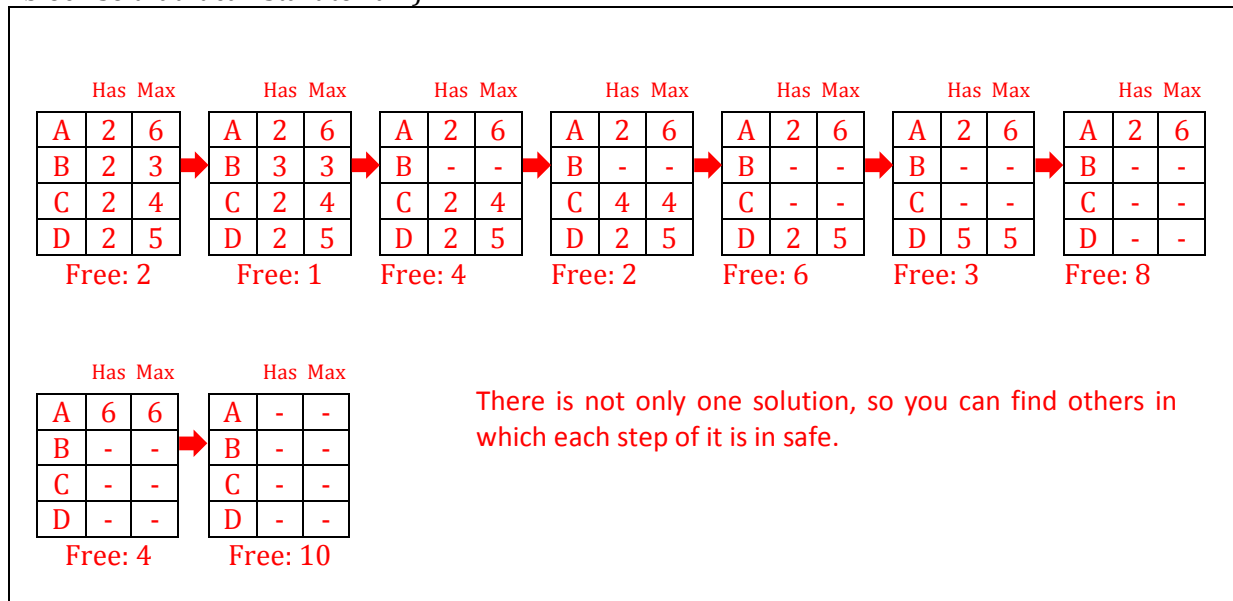 Has Max Has Max Has Max Has Max Has Max Has Max Has Max
A 2 6 A 2 6 A 2 6 A 2 6 A 2 6 A 2 6 A 2 6
B 2 3 B 3 3 B - - B - - B - - B - - B - -
C 2 4 C 2 4 C 2 4 C 4 4 C - - C - - C - -
D 2 5 D 2 5 D 2 5 D 2 5 D 2 5 D 5 5 D - -
Free: 2 Free: 1 Free: 4 Free: 2 Free: 6 Free: 3 Free: 8
Has Max Has Max
A 6 6 A - -
B - - B - -
C - - C - -
D - - D - -
Free: 4 Free: 10
There is not only one solution, so you can find others in
which each step of it is in safe.